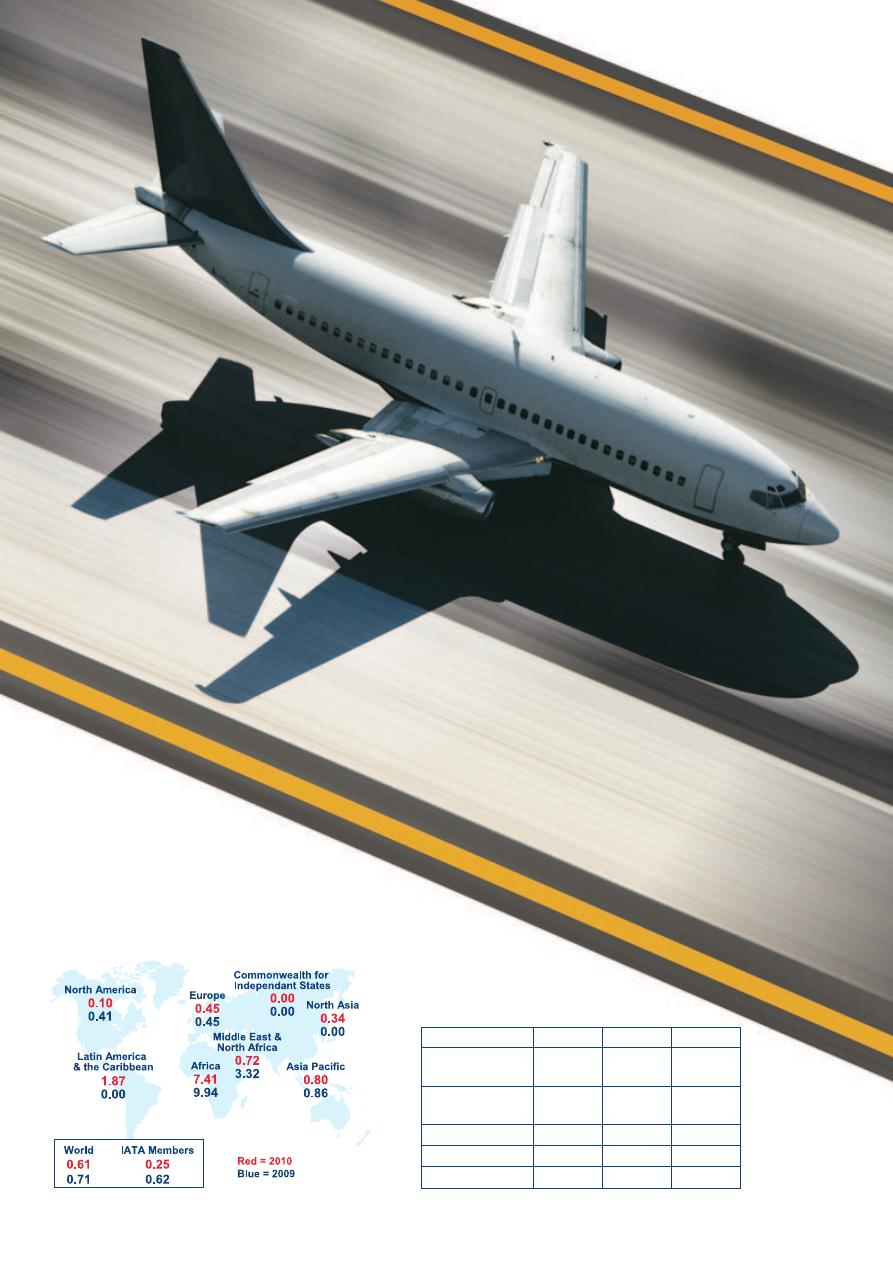 North America
0.10
0.41
Europe
0.45
0.45
Commonwealth for
Independant States
0.00
0.00
North Asia
0.34
0.00
Middle East &
North Africa
0.72
3.32
Latin America
& the Caribbean
1.87
0.00
Africa
7.41
9.94
Asia Pacific
0.80
0.86
World IATA Members
0.61 0.25
0.71 0.62
Red = 2010
Blue = 2009